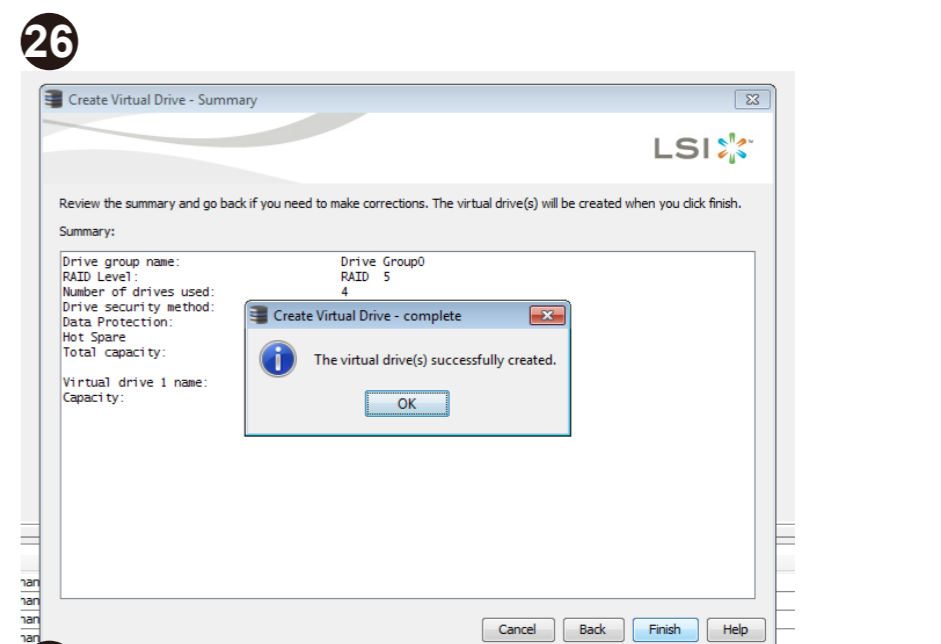 26
Create Virtual Drive - Summary
LSI
Review the summary and go back if you need to make corrections. The virtual drive(s) will be created when you click finish.
Summary:
Drive group name: Drive Group0
RAID Level: RAID 5
Number of drives used: 4
Drive security method:
Data Protection:
Hot Spare
Total capacity:
Virtual drive 1 name:
Capacity:
Create Virtual Drive - complete
The virtual drive(s) successfully created.
OK
Cancel Back Finish Help